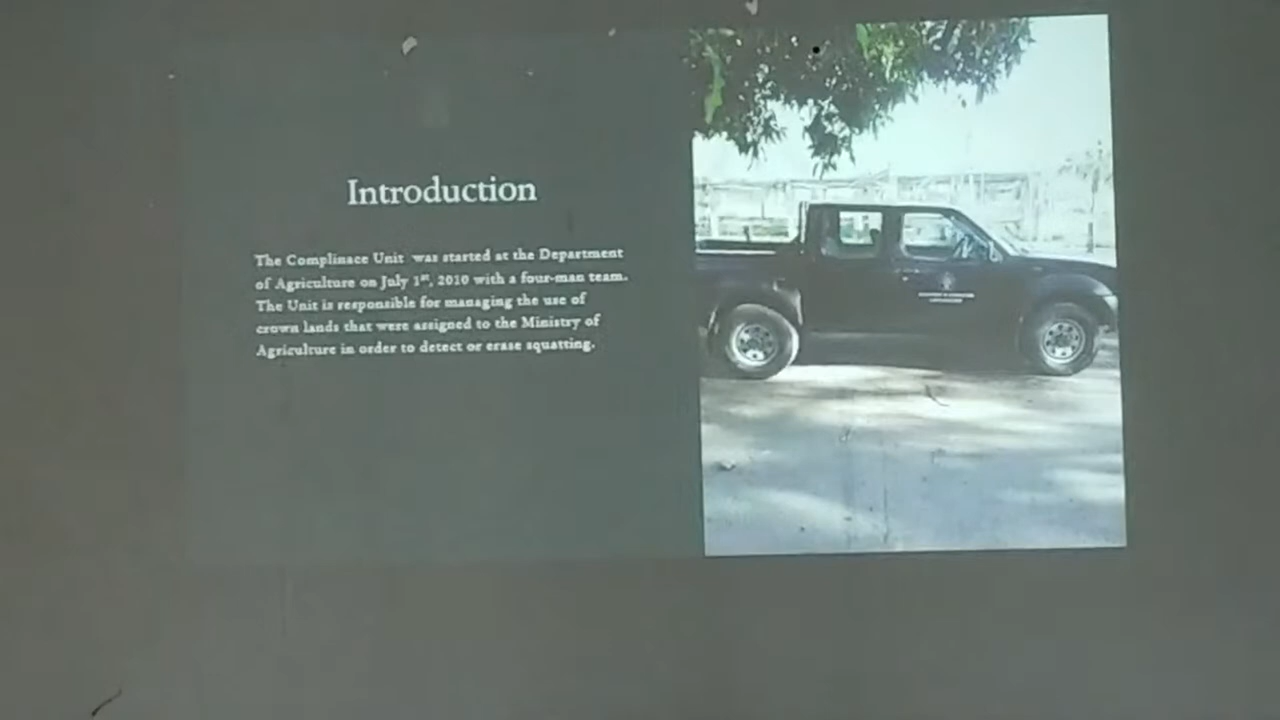 Introduction
The Complinace Unit was started at the Department
of Agriculture on July 1st, 2010 with a four-man team.
The Unit is responsible for managing the use of
crown lands that were assigned to the Ministry of
Agriculture in order to detect or erase squatting.